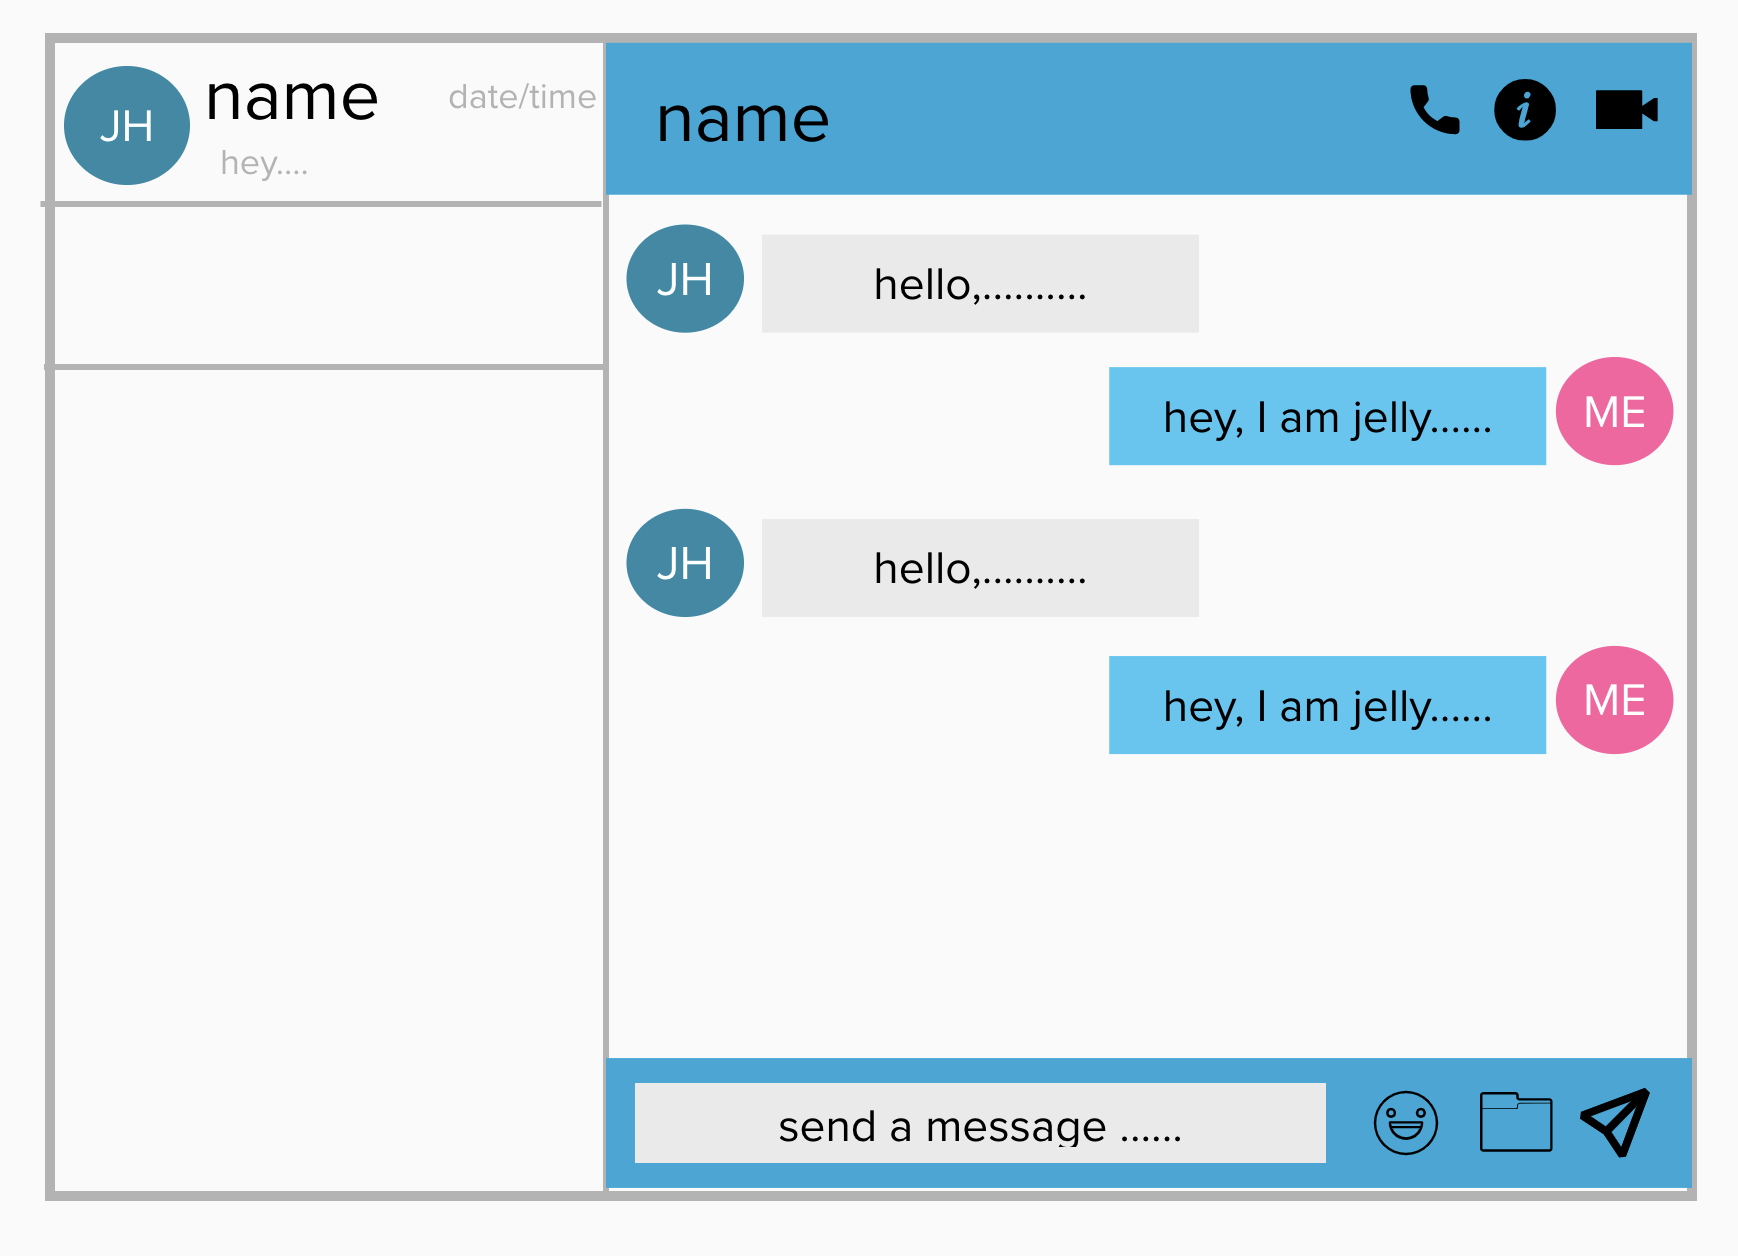 JH
name
date/time
hey....
name
i
JH
hello,..........
hey, I am jelly......
ME
JH
hello,..........
hey, I am jelly......
ME
send a message ......